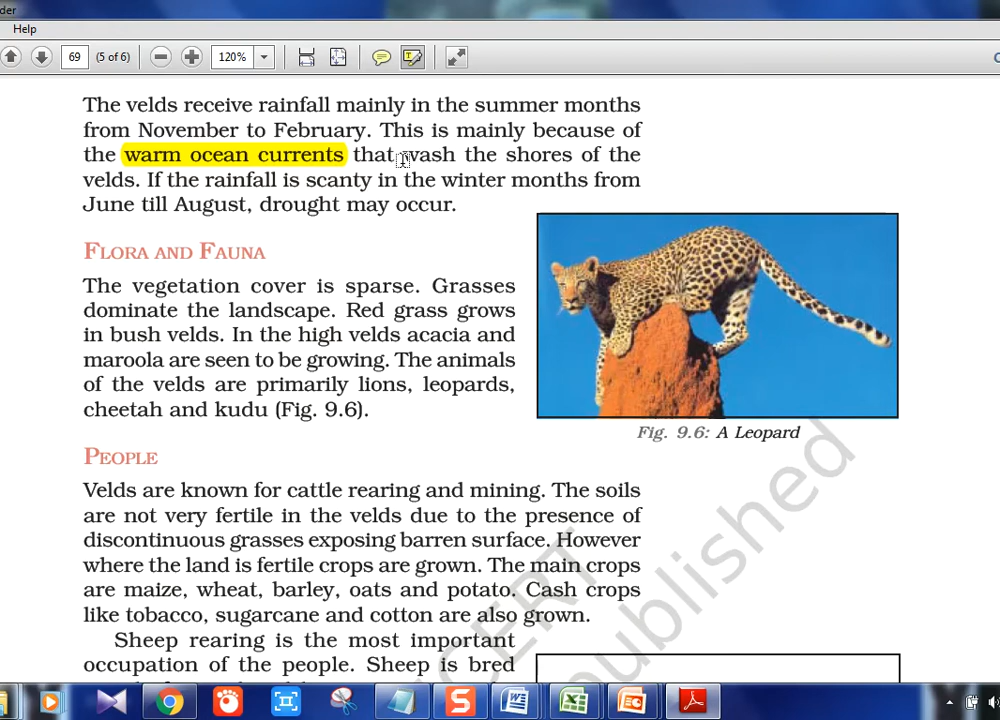 der
Help
69 (5 of 6) 120%
The velds receive rainfall mainly in the summer months
from November to February. This is mainly because of
the warm ocean currents that wash the shores of the
velds. If the rainfall is scanty in the winter months from
June till August, drought may occur.
FLORA AND FAUNA
The vegetation cover is sparse. Grasses
dominate the landscape. Red grass grows
in bush velds. In the high velds acacia and
maroola are seen to be growing. The animals
of the velds are primarily lions, leopards,
cheetah and kudu (Fig. 9.6).
Fig. 9.6: A Leopard
PEOPLE
Velds are known for cattle rearing and mining. The soils
are not very fertile in the velds due to the presence of
discontinuous grasses exposing barren surface. However
where the land is fertile crops are grown. The main crops
are maize, wheat, barley, oats and potato. Cash crops
like tobacco, sugarcane and cotton are also grown.
Sheep rearing is the most important
occupation of the people. Sheep is bred
CERT
published